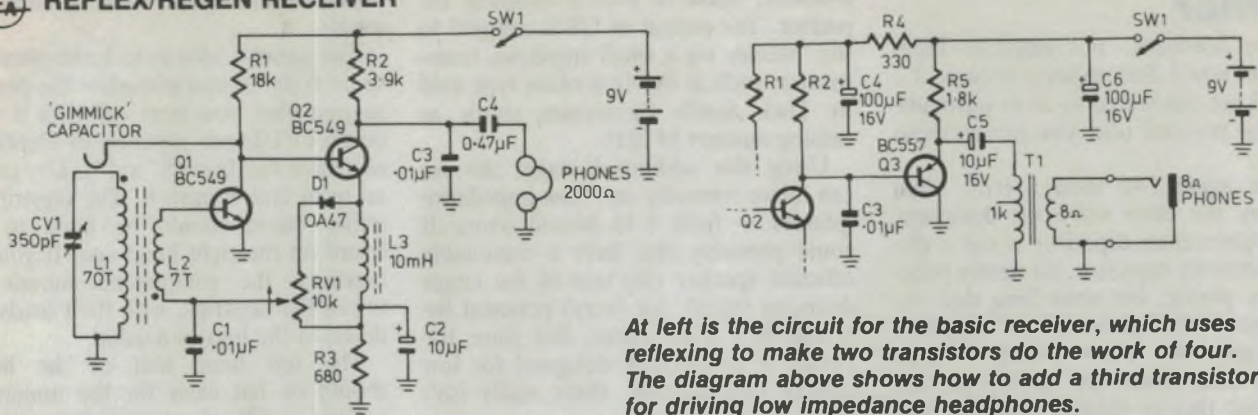 REFLEX/REGEN RECEIVER
SW1
R1
18k
R2
3·9k
'GIMMICK'
CAPACITOR
Q2
BC549
Q1
BC549
C4
0·47µF
+
9V
CV1
350pF
L1
70T
L2
7T
D1
OA47
C3
·01µF
PHONES
2000Ω
L3
10mH
RV1
10k
C1
·01µF
R3
680
+
C2
10µF
R4
330
SW1
R1
R2
+
C4
100µF
16V
R5
1·8k
+
C6
100µF
16V
+
9V
BC557
Q3
+
C5
10µF
16V
T1
Q2
C3
·01µF
1k
8Ω
8Ω
PHONES
At left is the circuit for the basic receiver, which uses
reflexing to make two transistors do the work of four.
The diagram above shows how to add a third transistor
for driving low impedance headphones.